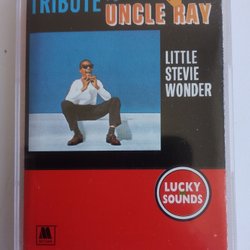 TRIBUTE
UNCLE RAY
LITTLE
STEVIE
WONDER
LUCKY
SOUNDS